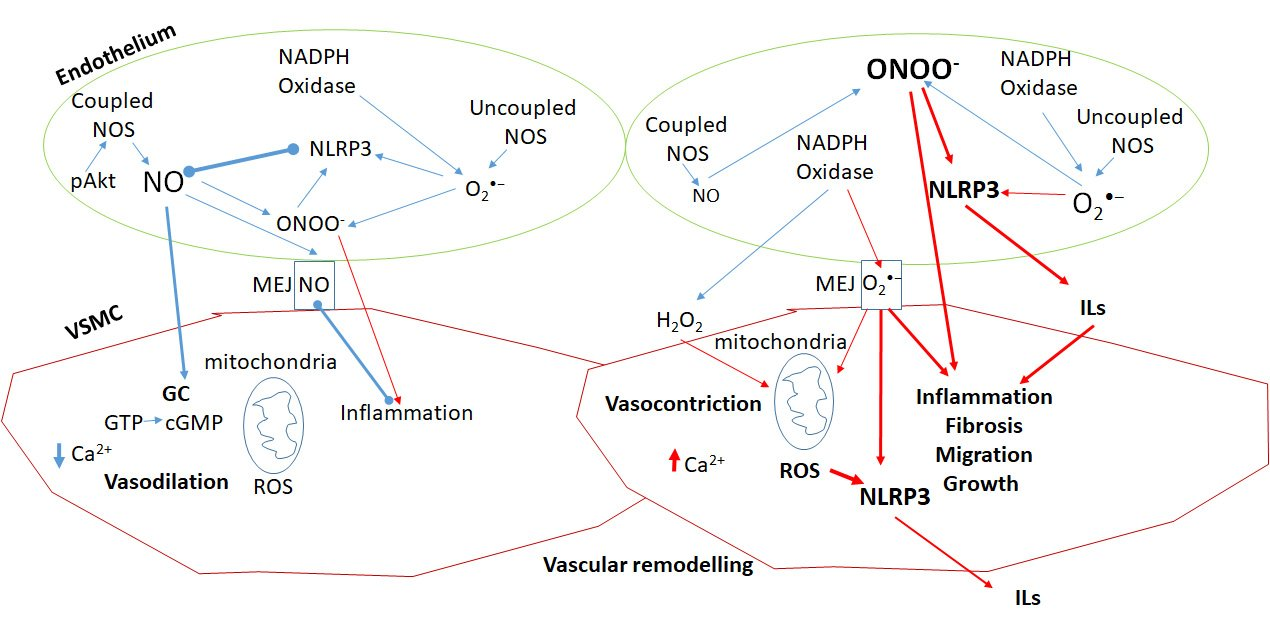 Endothelium
NADPH
Oxidase
Coupled
NOS
Uncoupled
NOS
NLRP3
pAkt
NO
O₂•–
ONOO-
MEJ NO
VSMC
mitochondria
GC
GTP cGMP
Inflammation
Ca²⁺
Vasodilation
ROS
ONOO-
NADPH
Oxidase
Coupled
NOS
NADPH
Oxidase
Uncoupled
NOS
NO
NLRP3
O₂•–
MEJ O₂•–
ILs
H₂O₂
mitochondria
Vasocontriction
Inflammation
Fibrosis
Migration
Growth
Ca²⁺
ROS
NLRP3
Vascular remodelling
ILs